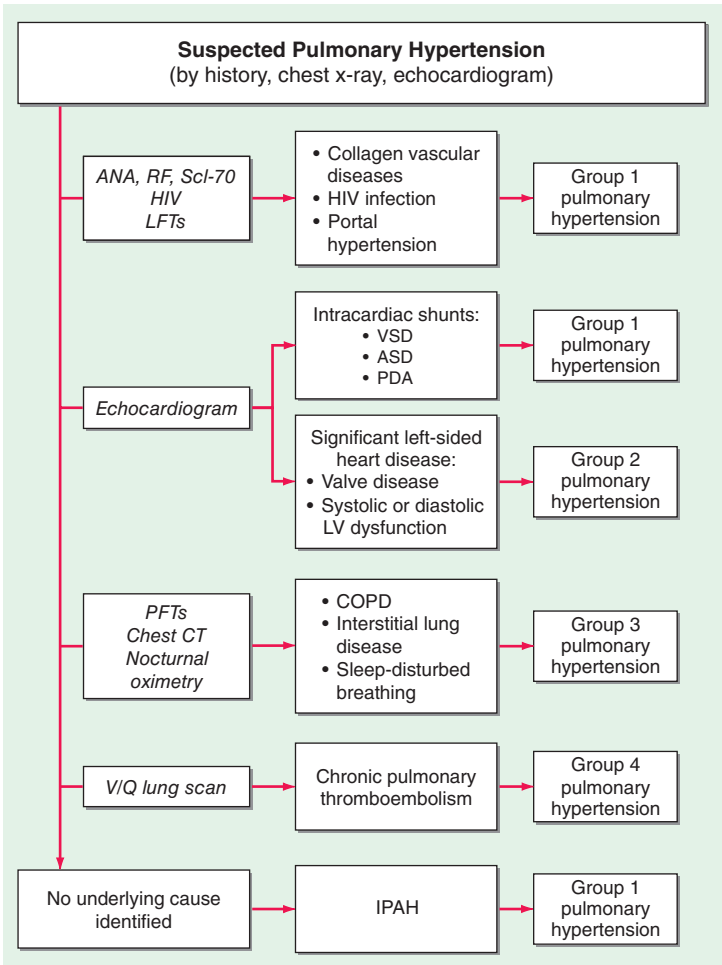 Suspected Pulmonary Hypertension
(by history, chest x-ray, echocardiogram)
ANA, RF, Scl-70
HIV
LFTs
• Collagen vascular
diseases
• HIV infection
• Portal
hypertension
Group 1
pulmonary
hypertension
Echocardiogram
Intracardiac shunts:
• VSD
• ASD
• PDA
Group 1
pulmonary
hypertension
Significant left-sided
heart disease:
• Valve disease
• Systolic or diastolic
LV dysfunction
Group 2
pulmonary
hypertension
PFTs
Chest CT
Nocturnal
oximetry
• COPD
• Interstitial lung
disease
• Sleep-disturbed
breathing
Group 3
pulmonary
hypertension
V/Q lung scan
Chronic pulmonary
thromboembolism
Group 4
pulmonary
hypertension
No underlying cause
identified
IPAH
Group 1
pulmonary
hypertension